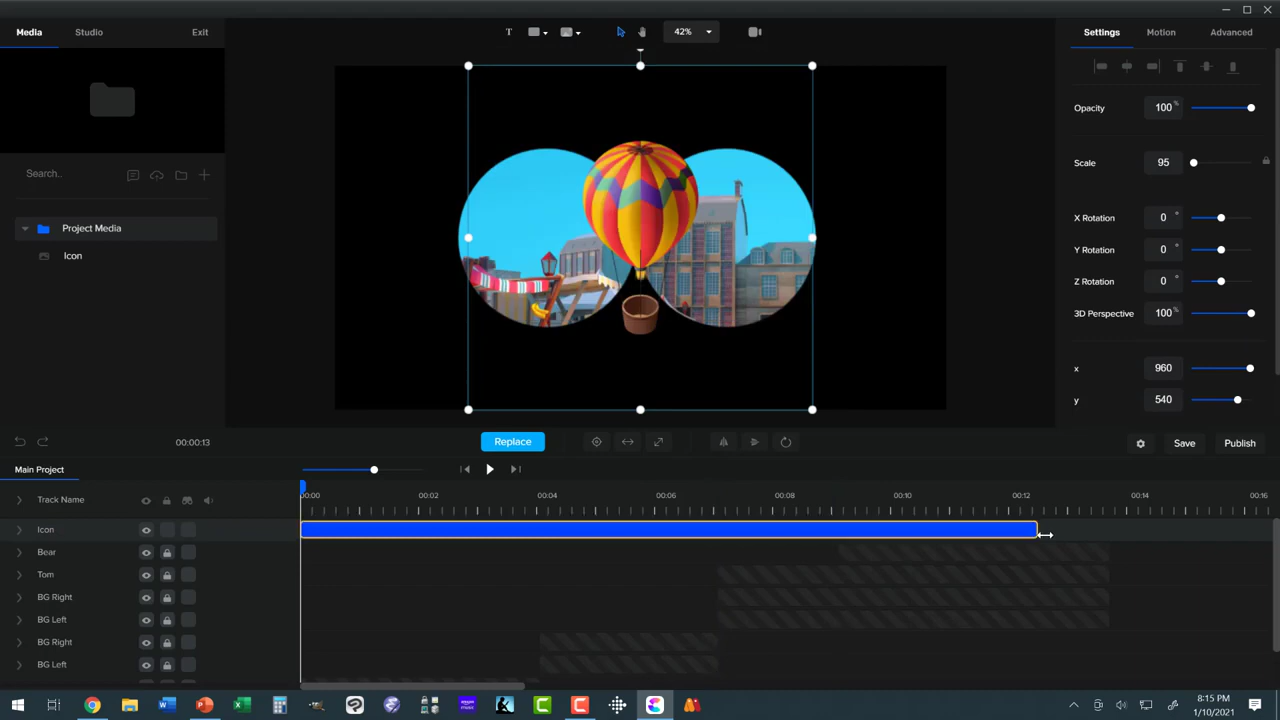 Media Studio Exit
T 42%
Settings Motion Advanced
Opacity 100 %
Search..
Scale 95
Project Media
X Rotation 0 °
Icon
Y Rotation 0 °
Z Rotation 0 °
3D Perspective 100 %
x 960
y 540
00:00:13
Replace
Save Publish
Main Project
Track Name
00:00 00:02 00:04 00:06 00:08 00:10 00:12 00:14 00:16
Icon
Bear
Tom
BG Right
BG Left
BG Right
BG Left
8:15 PM
1/10/2021